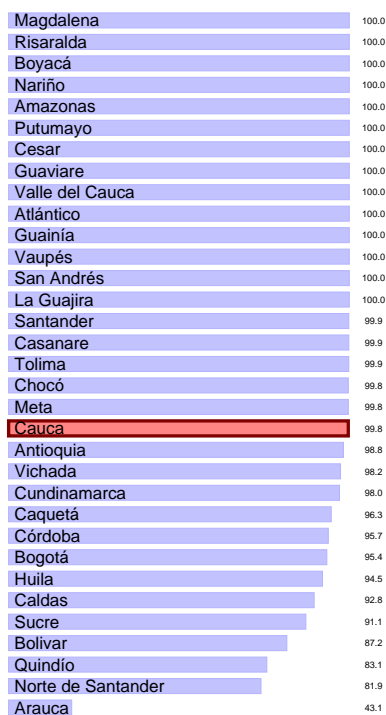 Magdalena 100.0
Risaralda 100.0
Boyacá 100.0
Nariño 100.0
Amazonas 100.0
Putumayo 100.0
Cesar 100.0
Guaviare 100.0
Valle del Cauca 100.0
Atlántico 100.0
Guainía 100.0
Vaupés 100.0
San Andrés 100.0
La Guajira 100.0
Santander 99.9
Casanare 99.9
Tolima 99.9
Chocó 99.8
Meta 99.8
Cauca 99.8
Antioquia 98.8
Vichada 98.2
Cundinamarca 98.0
Caquetá 96.3
Córdoba 95.7
Bogotá 95.4
Huila 94.5
Caldas 92.8
Sucre 91.1
Bolivar 87.2
Quindío 83.1
Norte de Santander 81.9
Arauca 43.1